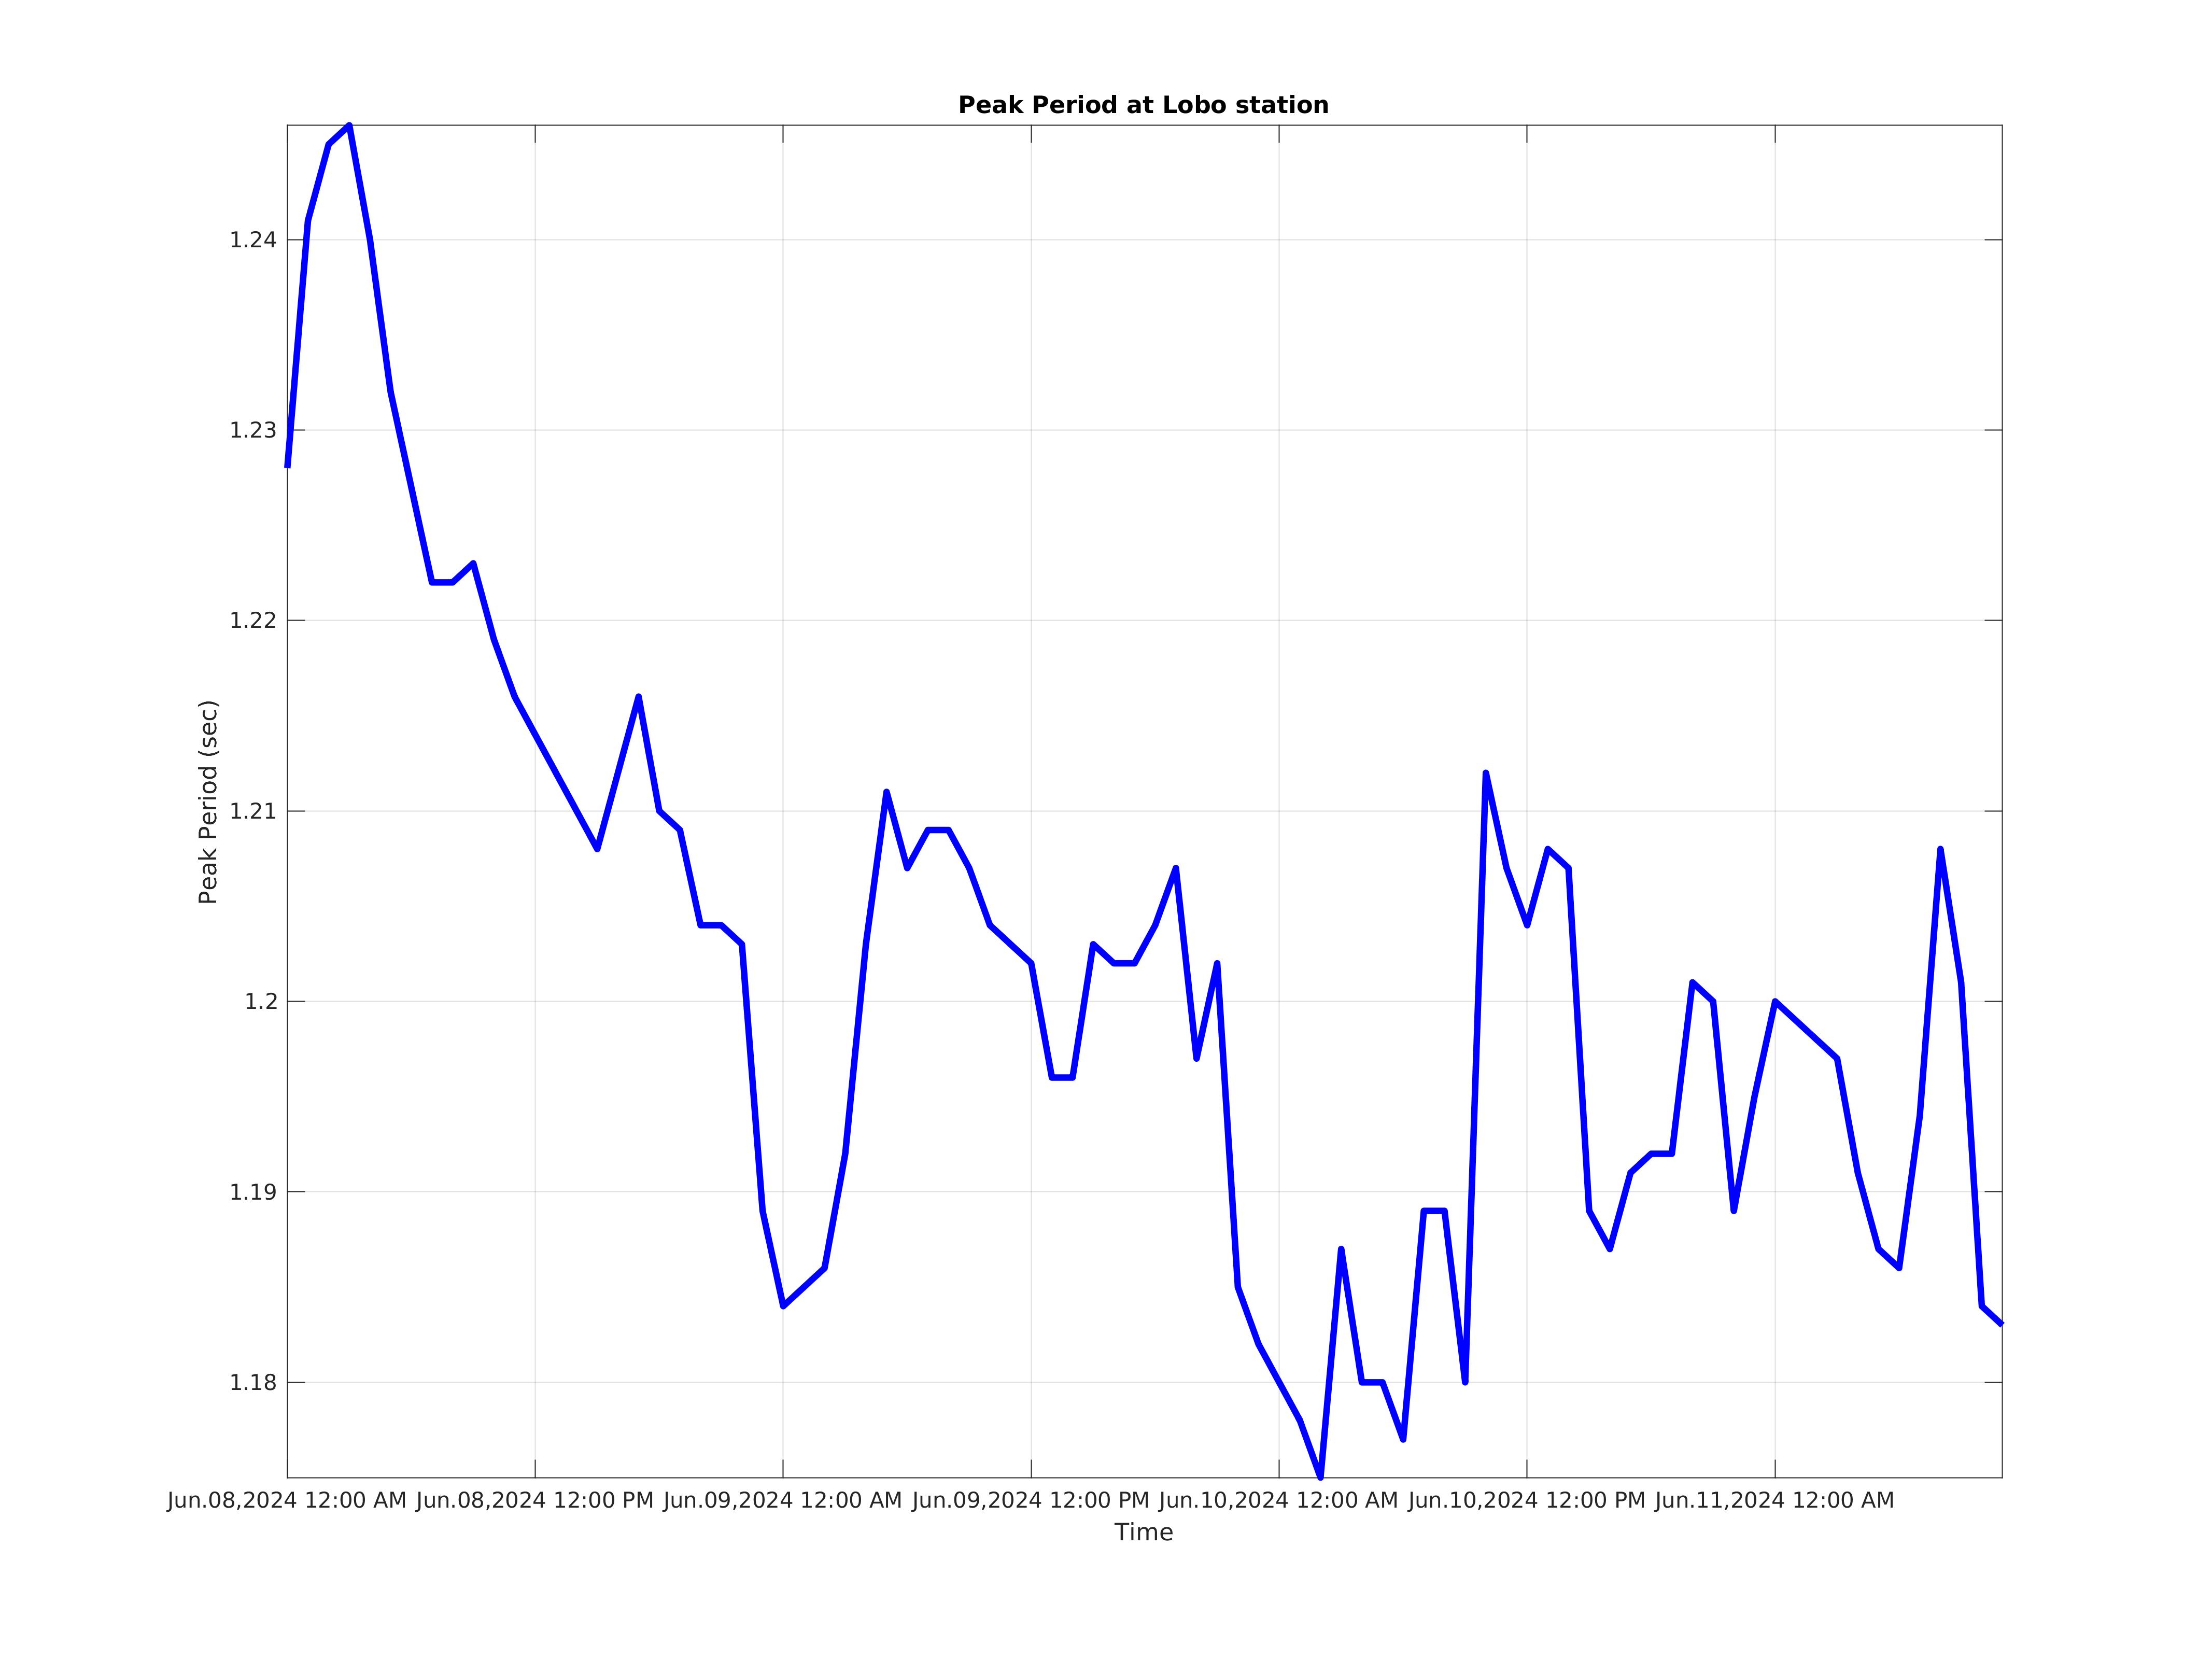 Peak Period at Lobo station
1.24
1.23
1.22
1.21
1.2
1.19
1.18
Peak Period (sec)
Jun.08,2024 12:00 AM Jun.08,2024 12:00 PM Jun.09,2024 12:00 AM Jun.09,2024 12:00 PM Jun.10,2024 12:00 AM Jun.10,2024 12:00 PM Jun.11,2024 12:00 AM
Time